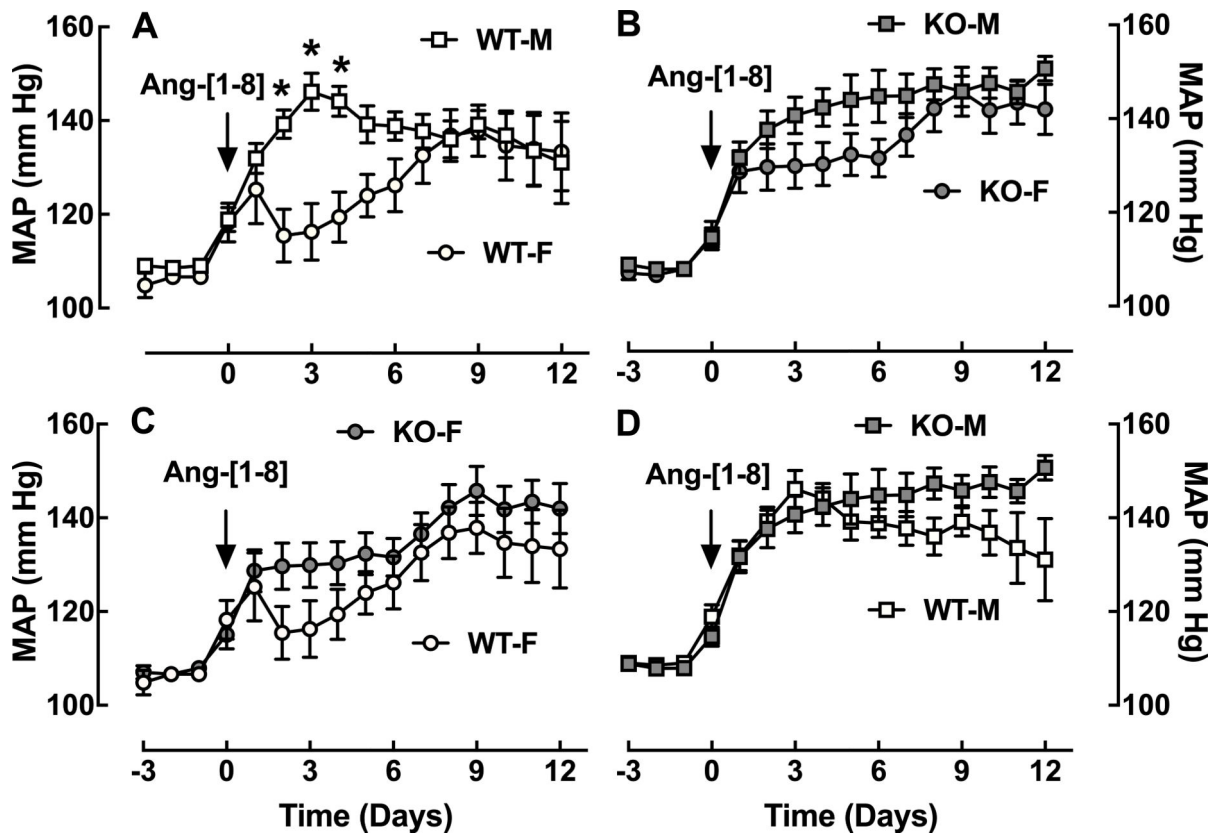 A
B
160
140
120
100
MAP (mm Hg)
Ang-[1-8]
*
*
*
WT-M
WT-F
0
3
6
9
12
Ang-[1-8]
KO-M
KO-F
-3
0
3
6
9
12
160
140
120
100
MAP (mm Hg)
C
D
160
140
120
100
MAP (mm Hg)
Ang-[1-8]
KO-F
WT-F
-3
0
3
6
9
12
Time (Days)
Ang-[1-8]
KO-M
WT-M
-3
0
3
6
9
12
Time (Days)
160
140
120
100
MAP (mm Hg)